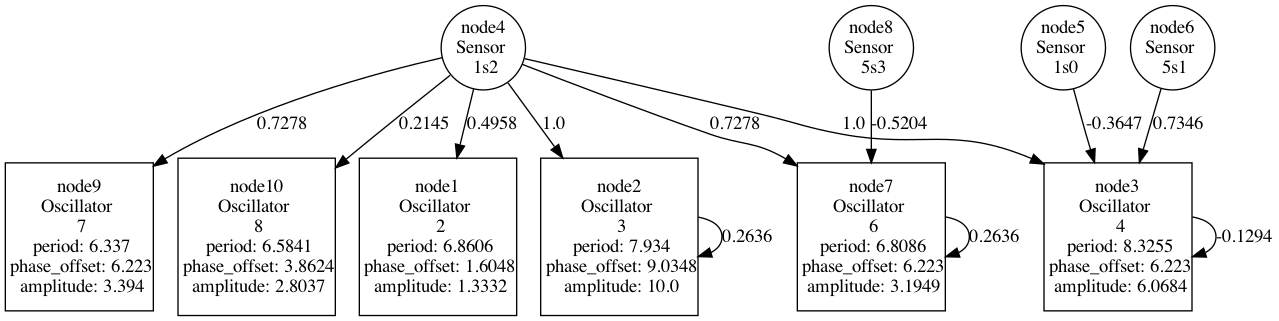 node4
Sensor
1s2
node8
Sensor
5s3
node5
Sensor
1s0
node6
Sensor
5s1
0.7278
0.2145
0.4958
1.0
0.7278
1.0
-0.5204
-0.3647
0.7346
node9
Oscillator
7
period: 6.337
phase_offset: 6.223
amplitude: 3.394
node10
Oscillator
8
period: 6.5841
phase_offset: 3.8624
amplitude: 2.8037
node1
Oscillator
2
period: 6.8606
phase_offset: 1.6048
amplitude: 1.3332
node2
Oscillator
3
period: 7.934
phase_offset: 9.0348
amplitude: 10.0
0.2636
node7
Oscillator
6
period: 6.8086
phase_offset: 6.223
amplitude: 3.1949
0.2636
node3
Oscillator
4
period: 8.3255
phase_offset: 6.223
amplitude: 6.0684
-0.1294